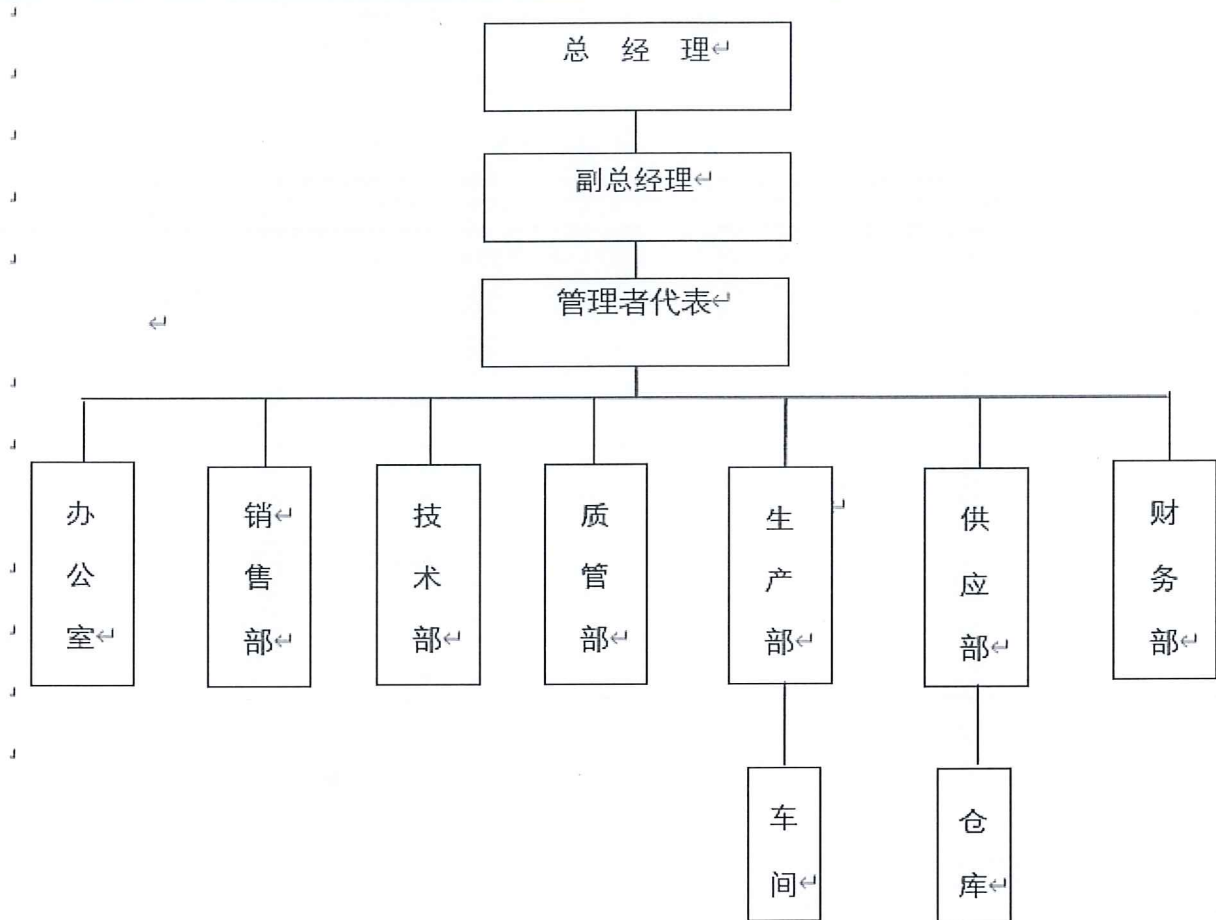 总 经 理
副总经理
管理者代表
办公室
销售部
技术部
质管部
生产部
供应部
财务部
车间
仓库